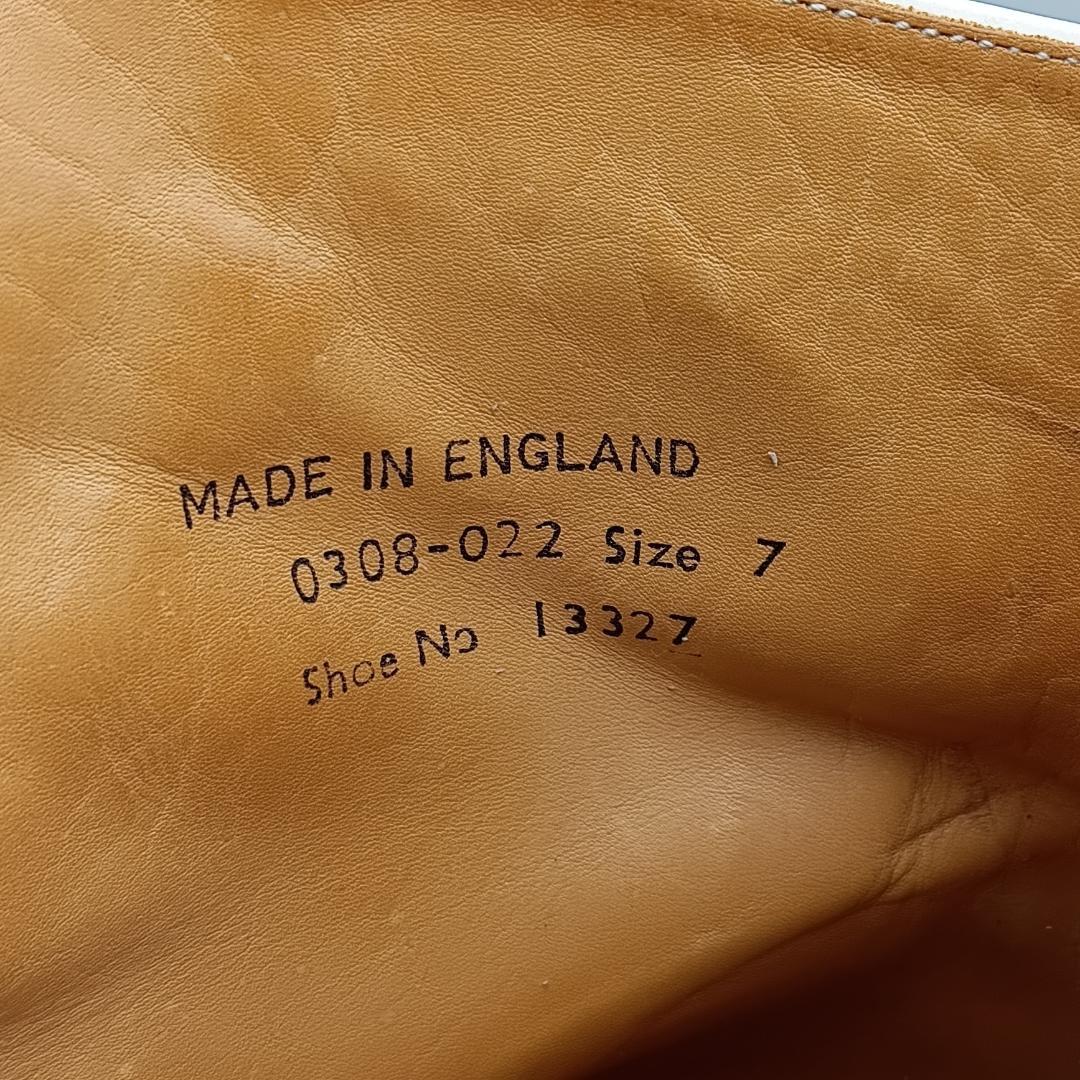 MADE IN ENGLAND
0308-022 Size 7
Shoe No 13327